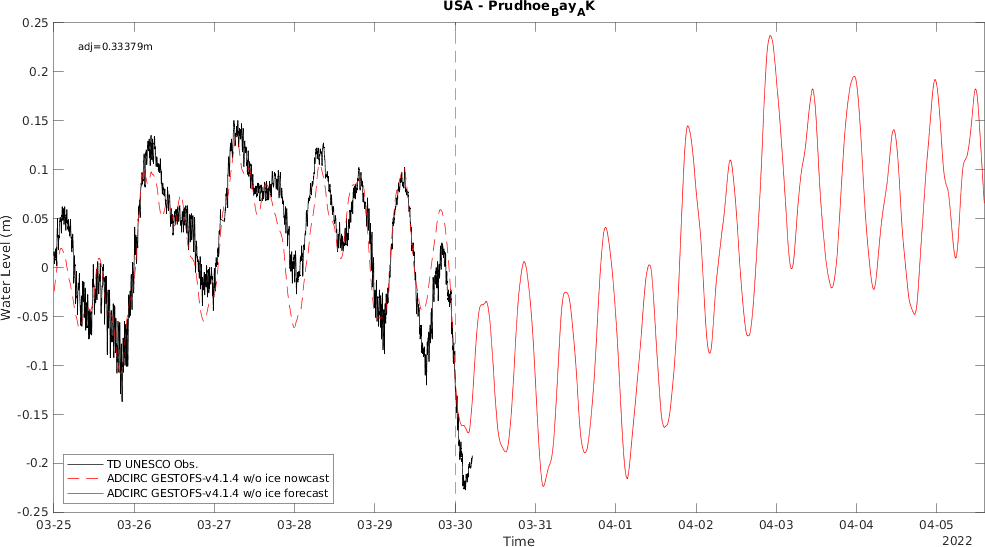 USA - PrudhoeBayAK
adj=0.33379m
0.25
0.2
0.15
0.1
0.05
0
-0.05
-0.1
-0.15
-0.2
-0.25
Water Level (m)
TD UNESCO Obs.
ADCIRC GESTOFS-v4.1.4 w/o ice nowcast
ADCIRC GESTOFS-v4.1.4 w/o ice forecast
03-25 03-26 03-27 03-28 03-29 03-30 03-31 04-01 04-02 04-03 04-04 04-05
Time
2022